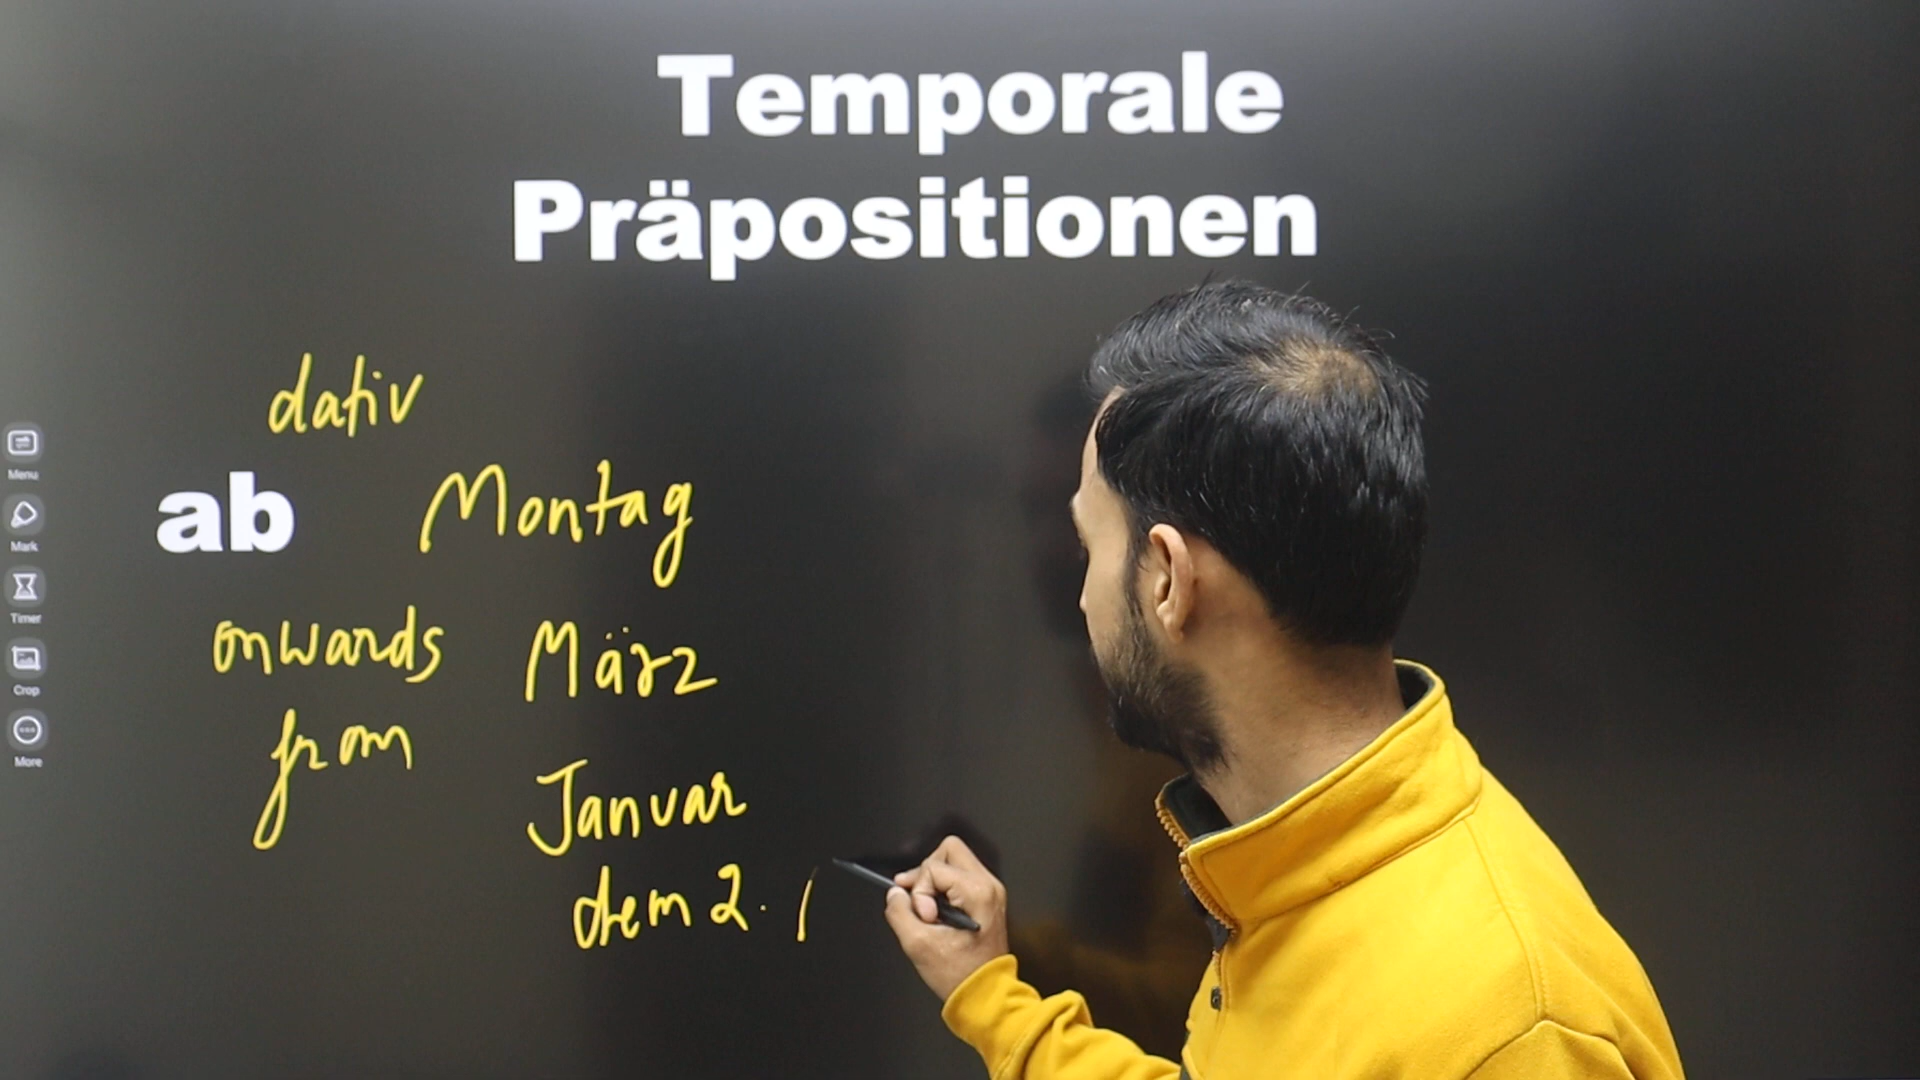 Temporale
Präpositionen
dativ
ab Montag
onwards März
from
Januar
dem 2.
Menu
Mark
Timer
Crop
More